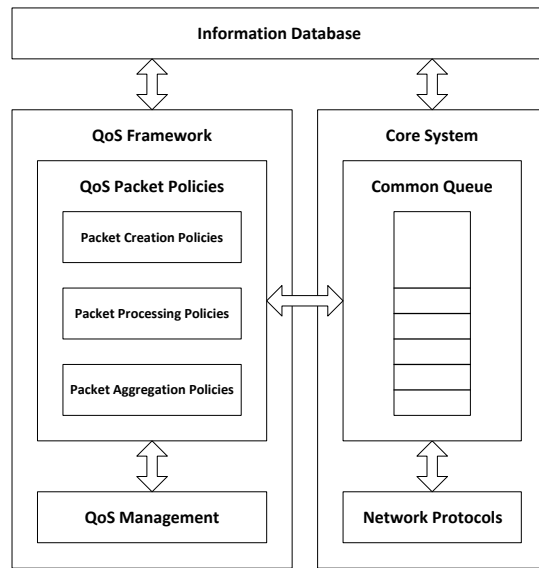 Information Database
QoS Framework
QoS Packet Policies
Packet Creation Policies
Packet Processing Policies
Packet Aggregation Policies
QoS Management
Core System
Common Queue
Network Protocols